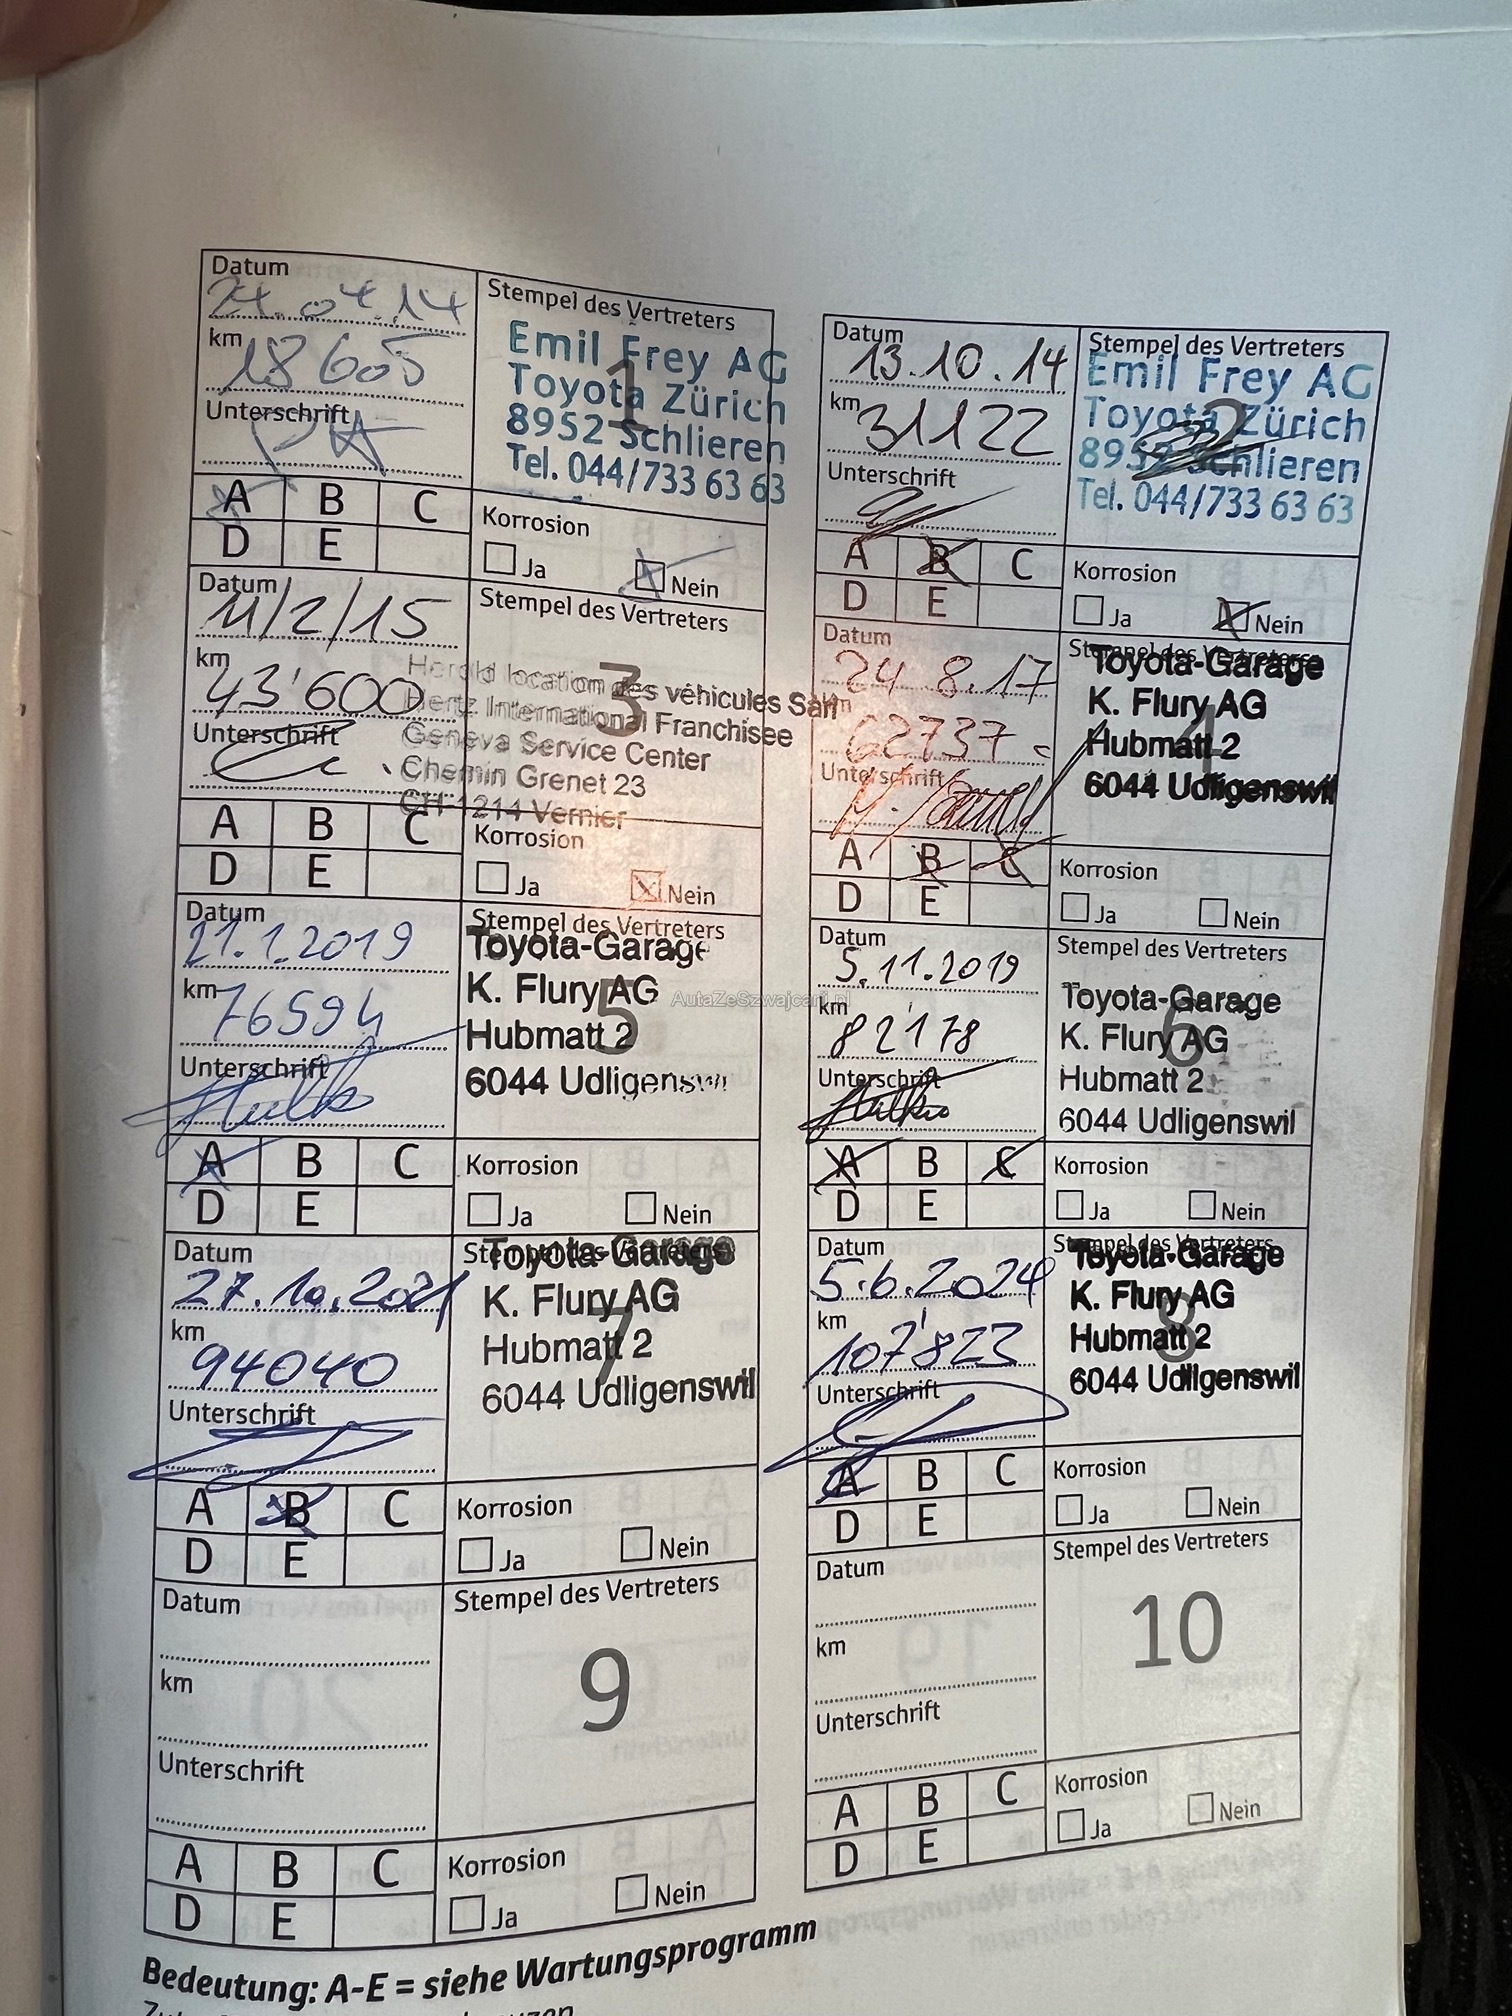 Datum
24.04.14
km 18605
Unterschrift
Stempel des Vertreters
1
Emil Frey AG
Toyota Zürich
8952 Schlieren
Tel. 044/733 63 63
A B C
D E
Korrosion
Ja Nein
Datum
13.10.14
km 31122
Unterschrift
Stempel des Vertreters
2
Emil Frey AG
Toyota Zürich
8952 Schlieren
Tel. 044/733 63 63
A B C
D E
Korrosion
Ja Nein
Datum
11/2/15
km
43'600
Unterschrift
Stempel des Vertreters
3
Herold location des véhicules Sàrl
Hertz International Franchisee
Geneva Service Center
Chemin Grenet 23
CH 1214 Vernier
A B C
D E
Korrosion
Ja Nein
Datum
24.8.17
km
62737
Unterschrift
Stempel des Vertreters
4
Toyota-Garage
K. Flury AG
Hubmatt 2
6044 Udligenswil
A B C
D E
Korrosion
Ja Nein
Datum
21.1.2019
km 76594
Unterschrift
Stempel des Vertreters
5
Toyota-Garage
K. Flury AG
Hubmatt 2
6044 Udligenswil
A B C
D E
Korrosion
Ja Nein
AutaZeSzwajcarii.pl
Datum
5.11.2019
km
82'178
Unterschrift
Stempel des Vertreters
6
Toyota-Garage
K. Flury AG
Hubmatt 2
6044 Udligenswil
A B C
D E
Korrosion
Ja Nein
Datum
27.10.2021
km
94040
Unterschrift
Stempel des Vertreters
7
Toyota-Garage
K. Flury AG
Hubmatt 2
6044 Udligenswil
A B C
D E
Korrosion
Ja Nein
Datum
5.6.2024
km
107'823
Unterschrift
Stempel des Vertreters
8
Toyota-Garage
K. Flury AG
Hubmatt 2
6044 Udligenswil
A B C
D E
Korrosion
Ja Nein
Datum
km
Unterschrift
Stempel des Vertreters
9
A B C
D E
Korrosion
Ja Nein
Datum
km
Unterschrift
Stempel des Vertreters
10
A B C
D E
Korrosion
Ja Nein
Bedeutung: A-E = siehe Wartungsprogramm